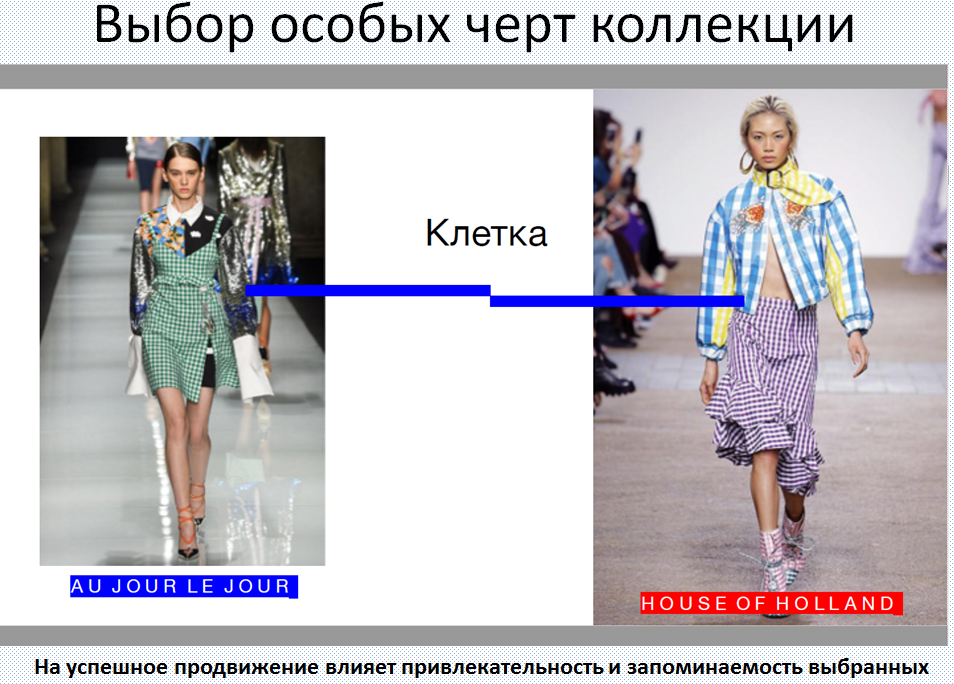 Выбор особых черт коллекции
Клетка
AU JOUR LE JOUR
HOUSE OF HOLLAND
На успешное продвижение влияет привлекательность и запоминаемость выбранных